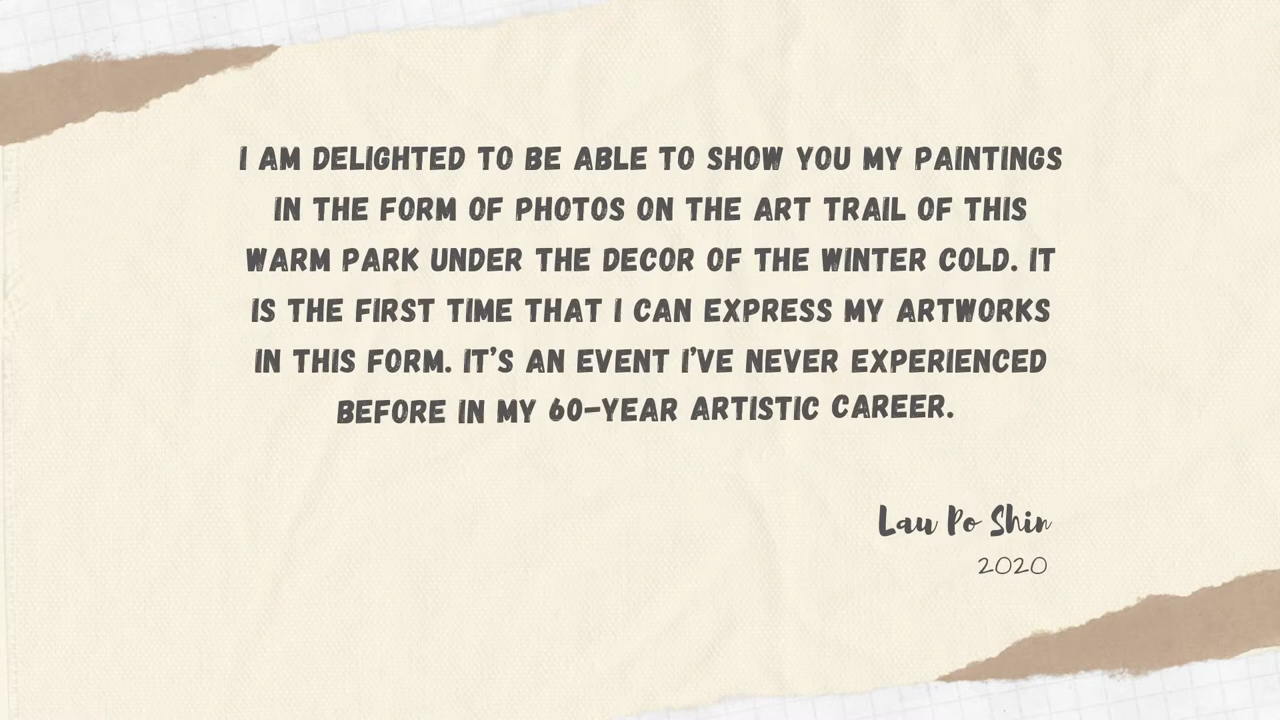 I AM DELIGHTED TO BE ABLE TO SHOW YOU MY PAINTINGS
IN THE FORM OF PHOTOS ON THE ART TRAIL OF THIS
WARM PARK UNDER THE DECOR OF THE WINTER COLD. IT
IS THE FIRST TIME THAT I CAN EXPRESS MY ARTWORKS
IN THIS FORM. IT’S AN EVENT I’VE NEVER EXPERIENCED
BEFORE IN MY 60-YEAR ARTISTIC CAREER.
Lau Po Shin
2020